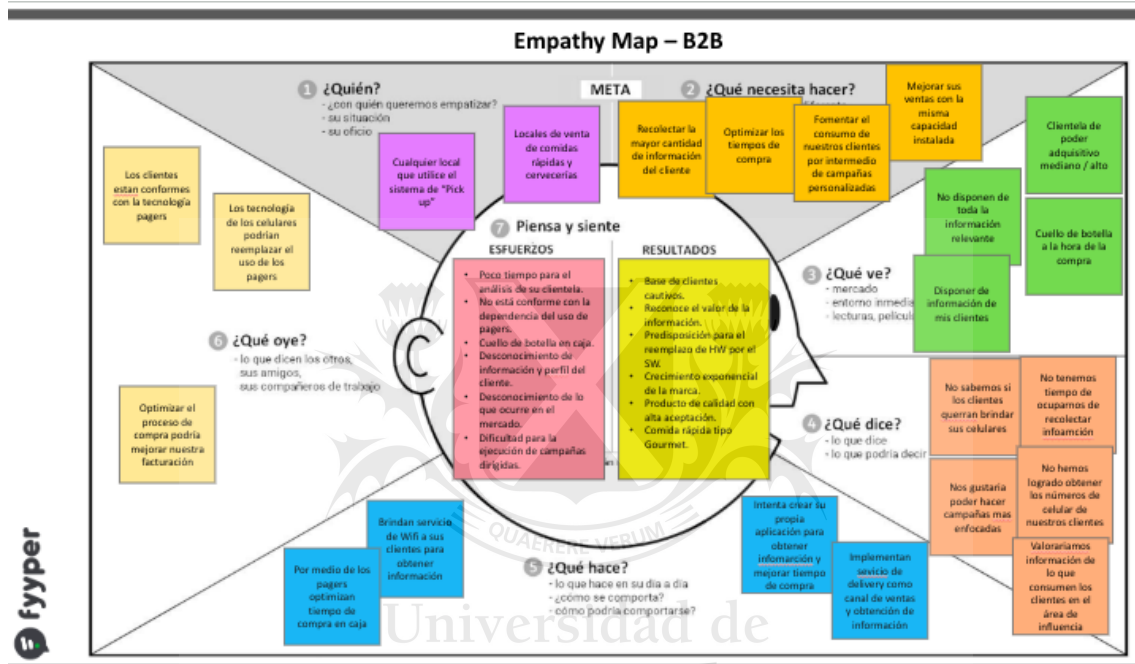 Empathy Map – B2B
1 ¿Quién?
- ¿con quién queremos empatizar?
- su situación
- su oficio
META
2 ¿Qué necesita hacer?
Cualquier local
que utilice el
sistema de "Pick
up"
Locales de venta
de comidas
rápidas y
cervecerías
Recolectar la
mayor cantidad
de información
del cliente
Optimizar los
tiempos de
compra
Fomentar el
consumo de
nuestros clientes
por intermedio
de campañas
personalizadas
Mejorar sus
ventas con la
misma
capacidad
instalada
3 ¿Qué ve?
- mercado
- entorno
- lecturas,
Clientela de
poder
adquisitivo
mediano / alto
No disponen de
toda la
información
relevante
Cuello de botella
a la hora de la
compra
Disponer de
información de
mis clientes
4 ¿Qué dice?
- lo que dice
- lo que podría decir
No sabemos si
los clientes
querran brindar
sus celulares
No tenemos
tiempo de
ocuparnos de
recolectar
infoamción
Nos gustaria
poder hacer
campañas mas
enfocadas
No hemos
logrado obtener
los números de
celular de
nuestros clientes
Valorariamos
información de
lo que
consumen los
clientes en el
área de
influencia
5 ¿Qué hace?
- lo que hace en su día a día
- ¿cómo se comporta?
- cómo podría comportarse?
Brindan servicio
de Wifi a sus
clientes para
obtener
información
Por medio de los
pagers
optimizan
tiempo de
compra en caja
Intenta crear su
propia
aplicación para
obtener
infomarción y
mejorar tiempo
de compra
Implementan
sevicio de
delivery como
canal de ventas
y obtención de
información
6 ¿Qué oye?
- lo que dicen los otros,
sus amigos,
sus compañeros de trabajo
Los clientes
estan conformes
con la tecnología
pagers
Los tecnología
de los celulares
podrían
reemplazar el
uso de los
pagers
Optimizar el
proceso de
compra podría
mejorar nuestra
facturación
7 Piensa y siente
ESFUERZOS
• Poco tiempo para el
análisis de su clientela.
• No está conforme con la
dependencia del uso de
pagers.
• Cuello de botella en caja.
• Desconocimiento de
información y perfil del
cliente.
• Desconocimiento de lo
que ocurre en el
mercado.
• Dificultad para la
ejecución de campañas
dirigidas.
RESULTADOS
• Base de clientes
cautivos.
• Reconoce el valor de la
información.
• Predisposición para el
reemplazo de HW por el
SW.
• Crecimiento exponencial
de la marca.
• Producto de calidad con
alta aceptación.
• Comida rápida tipo
Gourmet.
QUAERERE VERUM
Universidad de
fyyper